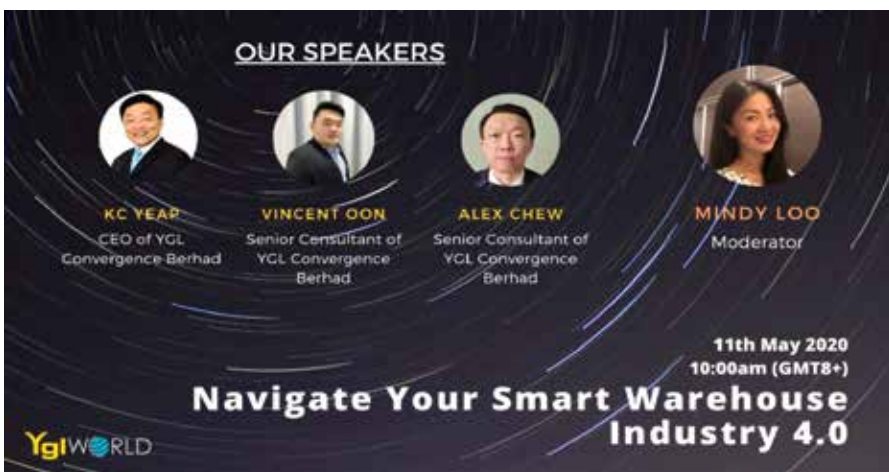 OUR SPEAKERS
KC YEAP
CEO of YGL
Convergence Berhad
VINCENT OON
Senior Consultant of
YGL Convergence
Berhad
ALEX CHEW
Senior Consultant of
YGL Convergence
Berhad
MINDY LOO
Moderator
11th May 2020
10:00am (GMT8+)
Navigate Your Smart Warehouse
Industry 4.0
YglWORLD